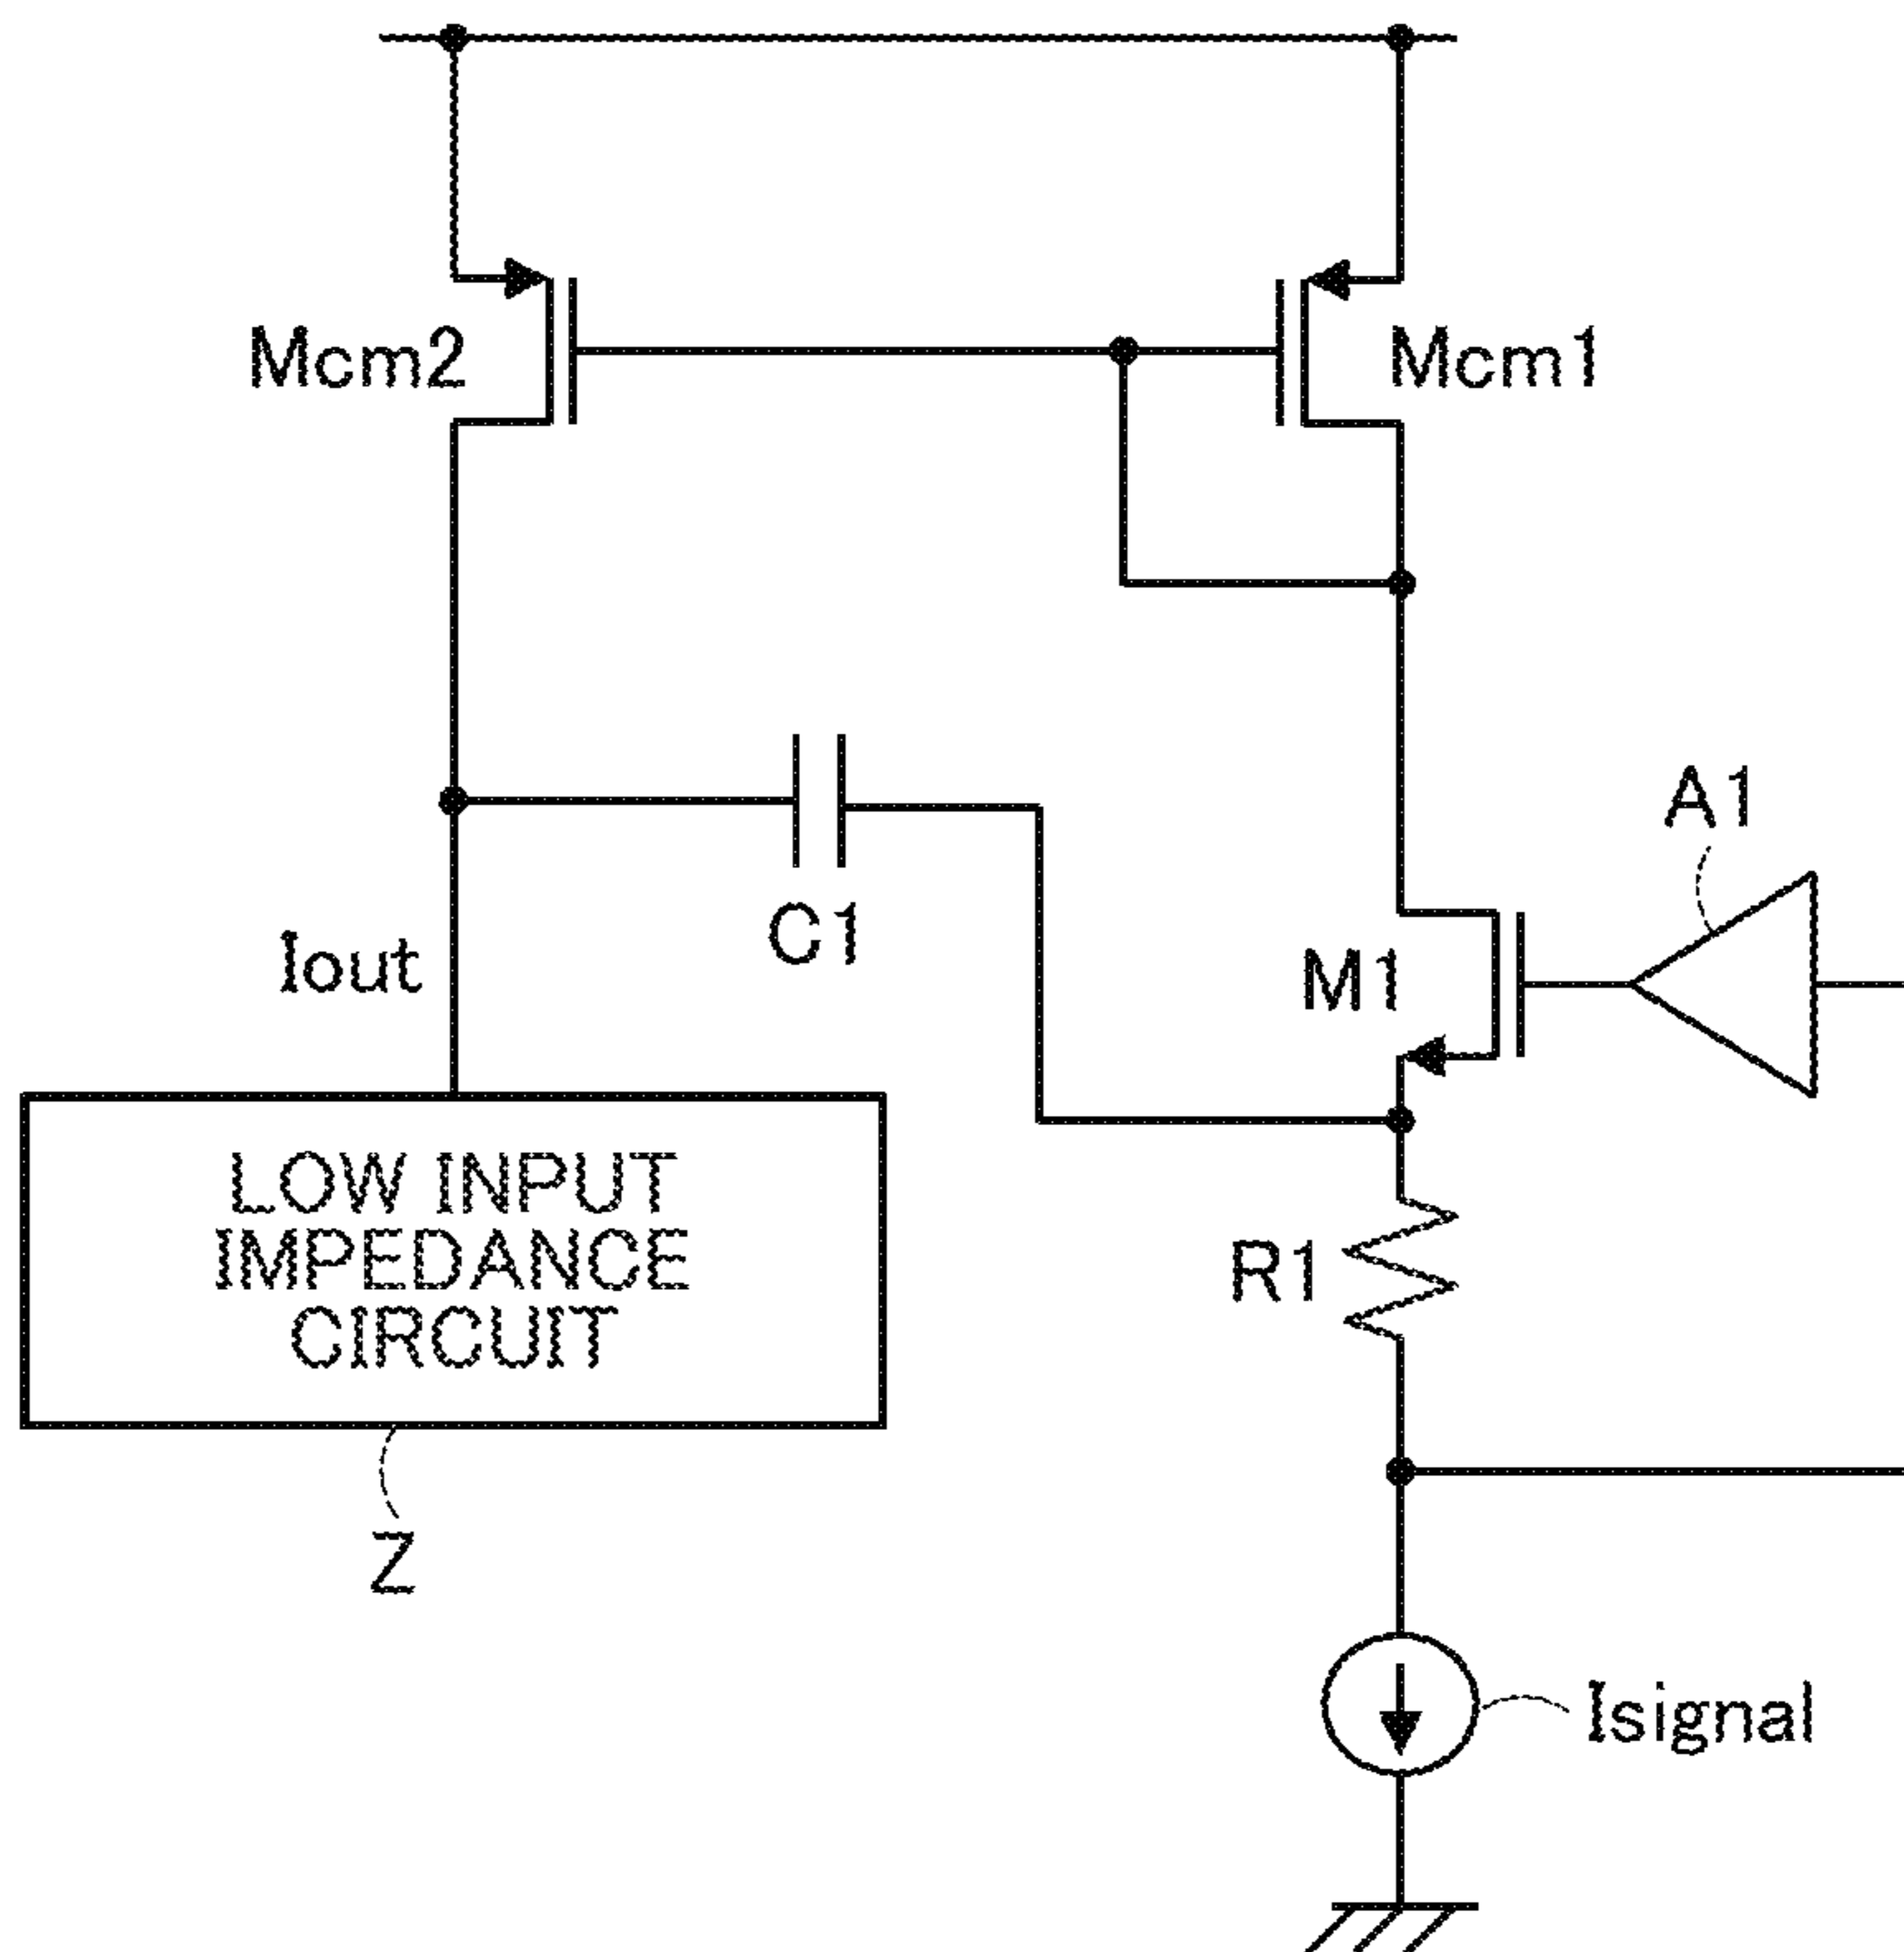 Mcm2
Mcm1
A1
C1
M1
Iout
LOW INPUT
IMPEDANCE
CIRCUIT
R1
Z
Isignal